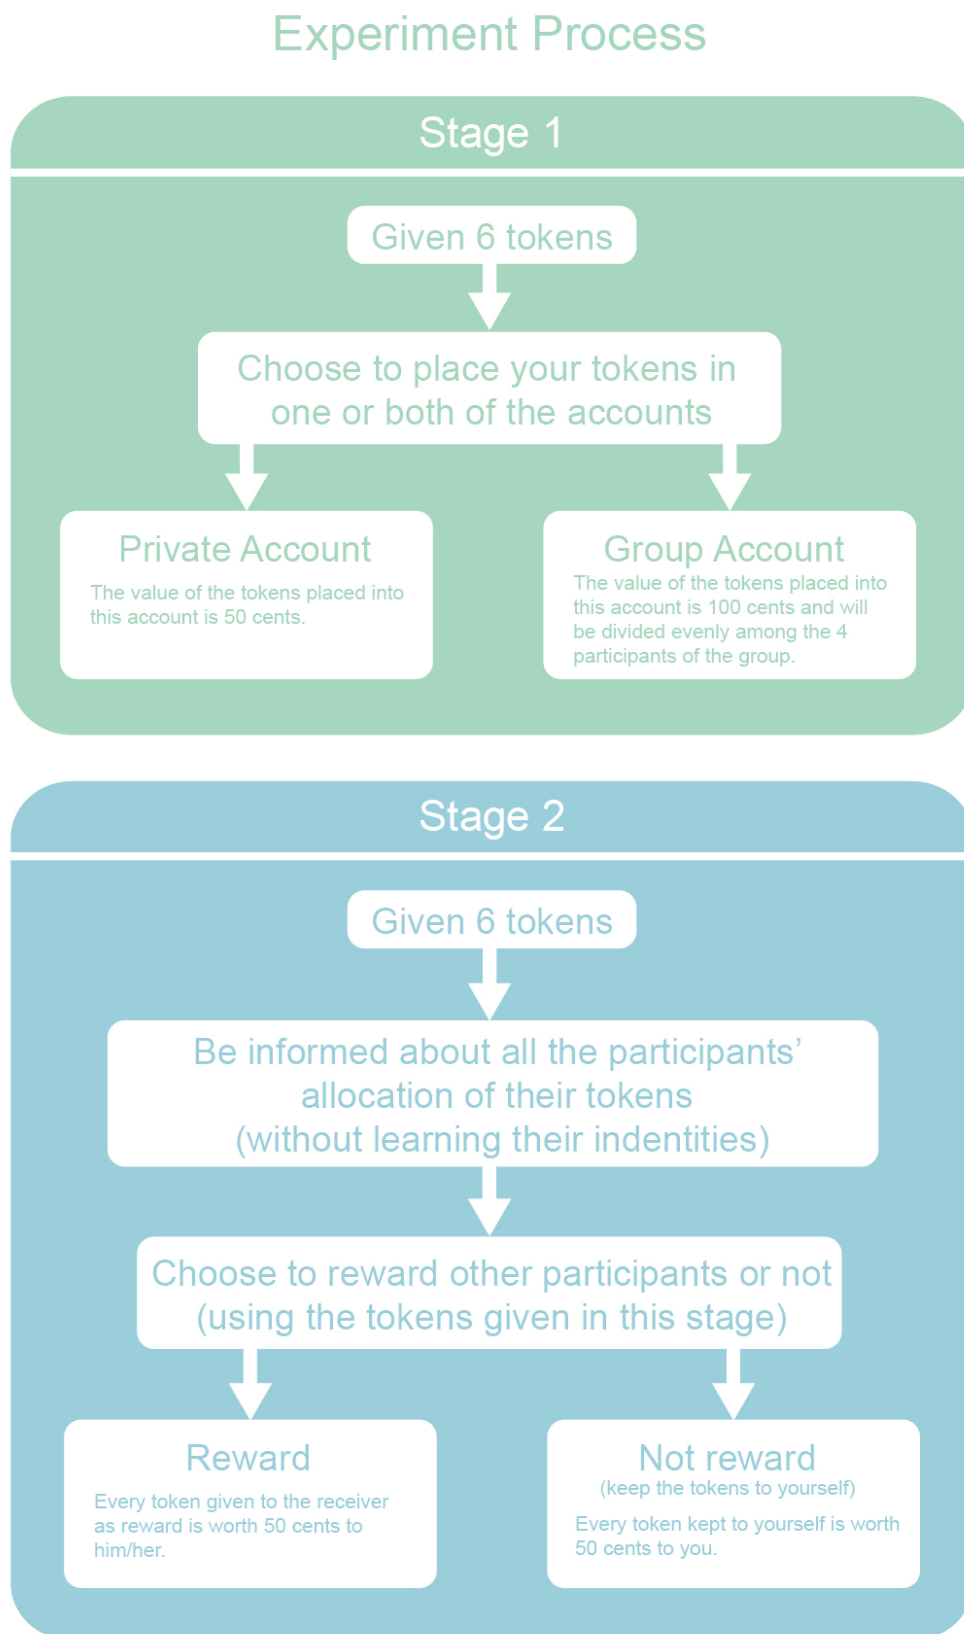 Experiment Process
Stage 1
Given 6 tokens
Choose to place your tokens in
one or both of the accounts
Private Account
The value of the tokens placed into
this account is 50 cents.
Group Account
The value of the tokens placed into
this account is 100 cents and will
be divided evenly among the 4
participants of the group.
Stage 2
Given 6 tokens
Be informed about all the participants’
allocation of their tokens
(without learning their indentities)
Choose to reward other participants or not
(using the tokens given in this stage)
Reward
Every token given to the receiver
as reward is worth 50 cents to
him/her.
Not reward
(keep the tokens to yourself)
Every token kept to yourself is worth
50 cents to you.